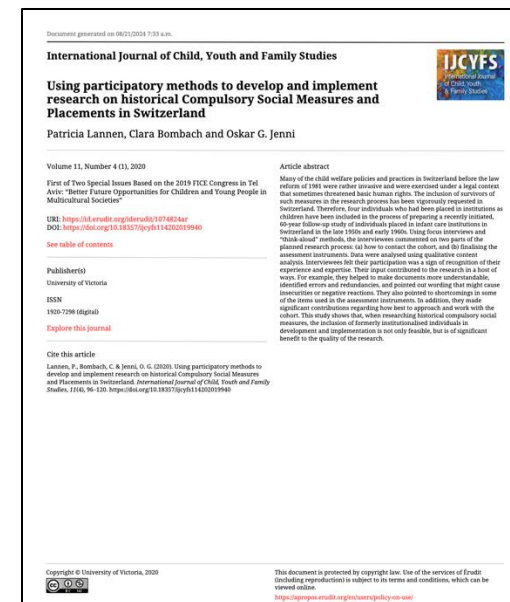 Document generated on 08/21/2024 7:33 a.m.
International Journal of Child, Youth and Family Studies
IJCYFS
International Journal
of Child, Youth
and Family Studies
Using participatory methods to develop and implement
research on historical Compulsory Social Measures and
Placements in Switzerland
Patricia Lannen, Clara Bombach and Oskar G. Jenni
Volume 11, Number 4 (1), 2020
First of Two Special Issues Based on the 2019 FICE Congress in Tel
Aviv: “Better Future Opportunities for Children and Young People in
Multicultural Societies”
URI: https://id.erudit.org/iderudit/1074824ar
DOI: https://doi.org/10.18357/ijcyfs114202019940
See table of contents
Publisher(s)
University of Victoria
ISSN
1920-7298 (digital)
Explore this journal
Cite this article
Lannen, P., Bombach, C. & Jenni, O. G. (2020). Using participatory methods to
develop and implement research on historical Compulsory Social Measures
and Placements in Switzerland. International Journal of Child, Youth and Family
Studies, 11(4), 96–120. https://doi.org/10.18357/ijcyfs114202019940
Article abstract
Many of the child welfare policies and practices in Switzerland before the law
reform of 1981 were rather invasive and were exercised under a legal context
that sometimes threatened basic human rights. The inclusion of survivors of
such measures in the research process has been vigorously requested in
Switzerland. Therefore, four individuals who had been placed in institutions as
children have been included in the process of preparing a recently initiated,
60-year follow-up study of individuals placed in infant care institutions in
Switzerland in the late 1950s and early 1960s. Using focus interviews and
“think-aloud” methods, the interviewees commented on two parts of the
planned research process: (a) how to contact the cohort, and (b) finalising the
assessment instruments. Data were analysed using qualitative content
analysis. Interviewees felt their participation was a sign of recognition of their
experience and expertise. Their input contributed to the research in a host of
ways. For example, they helped to make documents more understandable,
identified errors and redundancies, and pointed out wording that might cause
insecurities or negative reactions. They also pointed to shortcomings in some
of the items used in the assessment instruments. In addition, they made
significant contributions regarding how best to approach and work with the
cohort. This study shows that, when researching historical compulsory social
measures, the inclusion of formerly institutionalised individuals in
development and implementation is not only feasible, but is of significant
benefit to the quality of the research.
Copyright © University of Victoria, 2020
This document is protected by copyright law. Use of the services of Érudit
(including reproduction) is subject to its terms and conditions, which can be
viewed online.
https://apropos.erudit.org/en/users/policy-on-use/